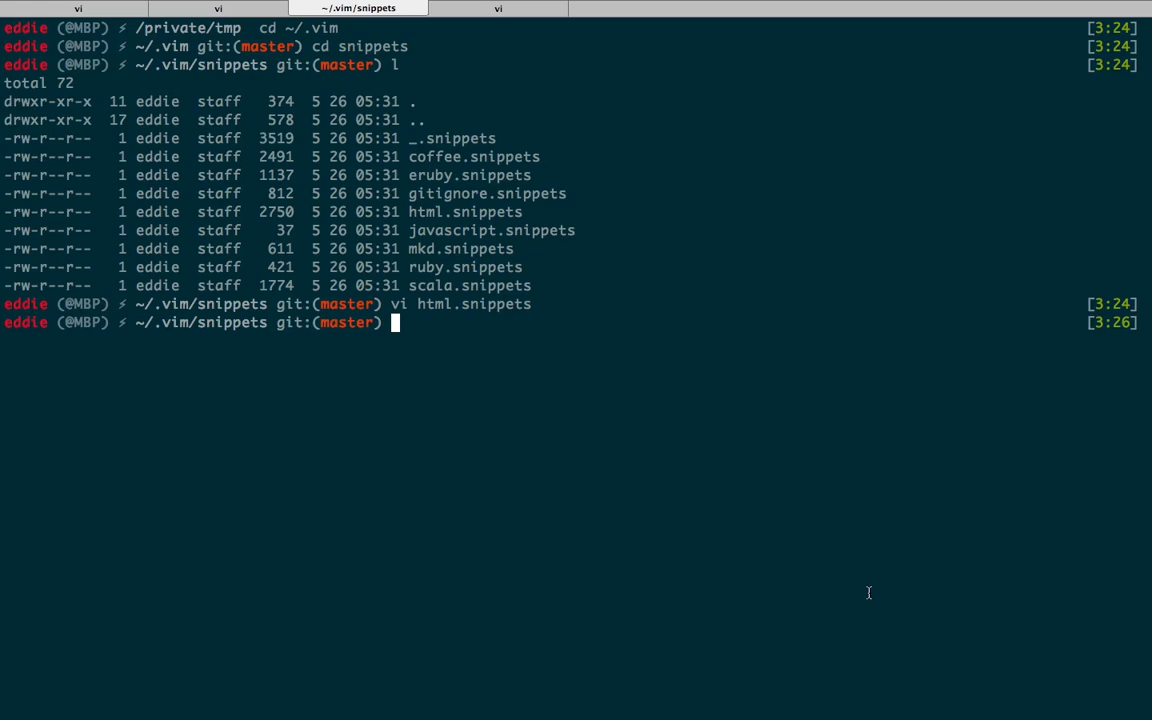 vi vi ~/.vim/snippets vi
eddie (@MBP) ⚡ /private/tmp cd ~/.vim [3:24]
eddie (@MBP) ⚡ ~/.vim git:(master) cd snippets [3:24]
eddie (@MBP) ⚡ ~/.vim/snippets git:(master) l [3:24]
total 72
drwxr-xr-x 11 eddie staff 374 5 26 05:31 .
drwxr-xr-x 17 eddie staff 578 5 26 05:31 ..
-rw-r--r-- 1 eddie staff 3519 5 26 05:31 _.snippets
-rw-r--r-- 1 eddie staff 2491 5 26 05:31 coffee.snippets
-rw-r--r-- 1 eddie staff 1137 5 26 05:31 eruby.snippets
-rw-r--r-- 1 eddie staff 812 5 26 05:31 gitignore.snippets
-rw-r--r-- 1 eddie staff 2750 5 26 05:31 html.snippets
-rw-r--r-- 1 eddie staff 37 5 26 05:31 javascript.snippets
-rw-r--r-- 1 eddie staff 611 5 26 05:31 mkd.snippets
-rw-r--r-- 1 eddie staff 421 5 26 05:31 ruby.snippets
-rw-r--r-- 1 eddie staff 1774 5 26 05:31 scala.snippets
eddie (@MBP) ⚡ ~/.vim/snippets git:(master) vi html.snippets [3:24]
eddie (@MBP) ⚡ ~/.vim/snippets git:(master) [3:26]